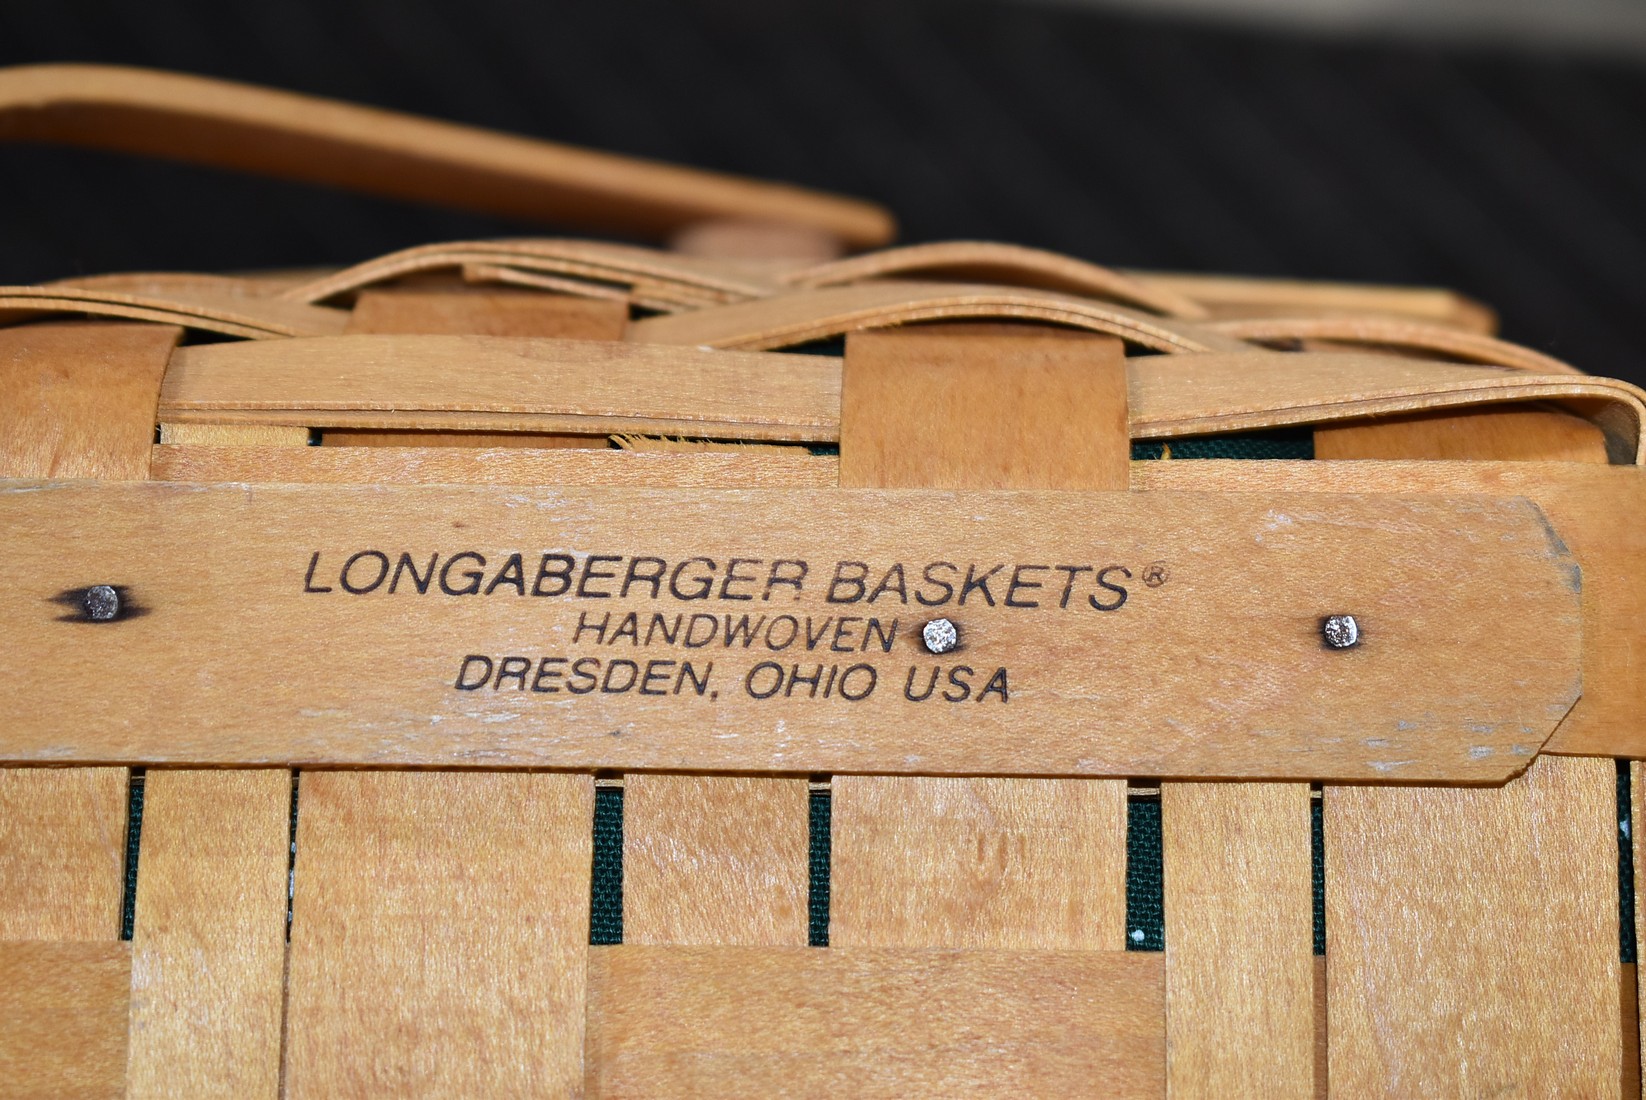 LONGABERGER BASKETS®
HANDWOVEN
DRESDEN, OHIO USA